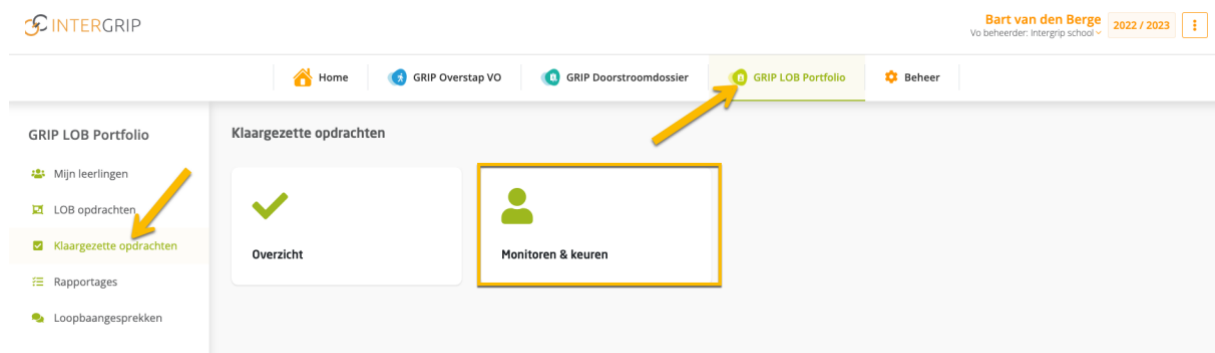 INTERGRIP
Bart van den Berge
Vo beheerder: Intergrip school
2022 / 2023
Home
GRIP Overstap VO
GRIP Doorstroomdossier
GRIP LOB Portfolio
Beheer
GRIP LOB Portfolio
Mijn leerlingen
LOB opdrachten
Klaargezette opdrachten
Rapportages
Loopbaangesprekken
Klaargezette opdrachten
Overzicht
Monitoren & keuren